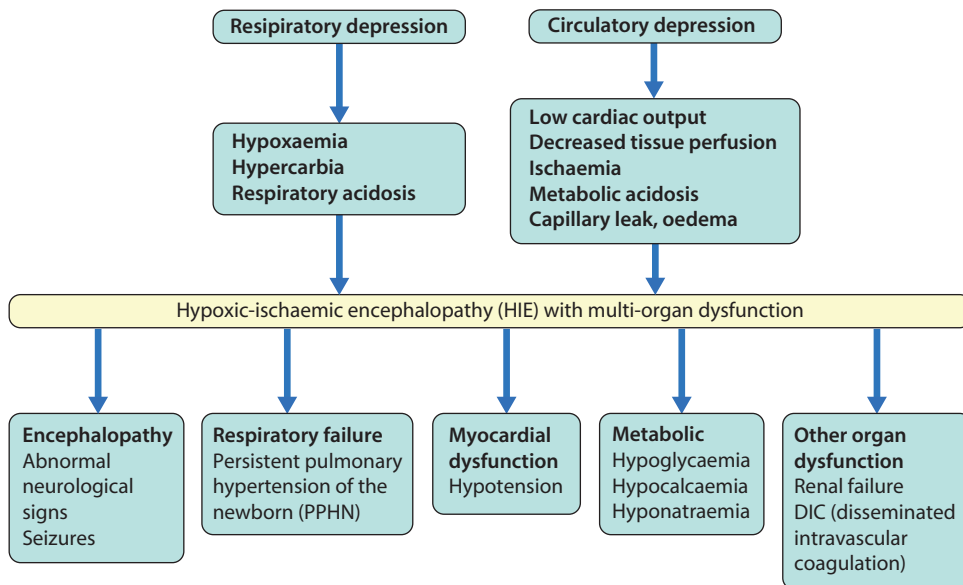 Resipiratory depression
Circulatory depression
Hypoxaemia
Hypercarbia
Respiratory acidosis
Low cardiac output
Decreased tissue perfusion
Ischaemia
Metabolic acidosis
Capillary leak, oedema
Hypoxic-ischaemic encephalopathy (HIE) with multi-organ dysfunction
Encephalopathy
Abnormal
neurological
signs
Seizures
Respiratory failure
Persistent pulmonary
hypertension of the
newborn (PPHN)
Myocardial
dysfunction
Hypotension
Metabolic
Hypoglycaemia
Hypocalcaemia
Hyponatraemia
Other organ
dysfunction
Renal failure
DIC (disseminated
intravascular
coagulation)